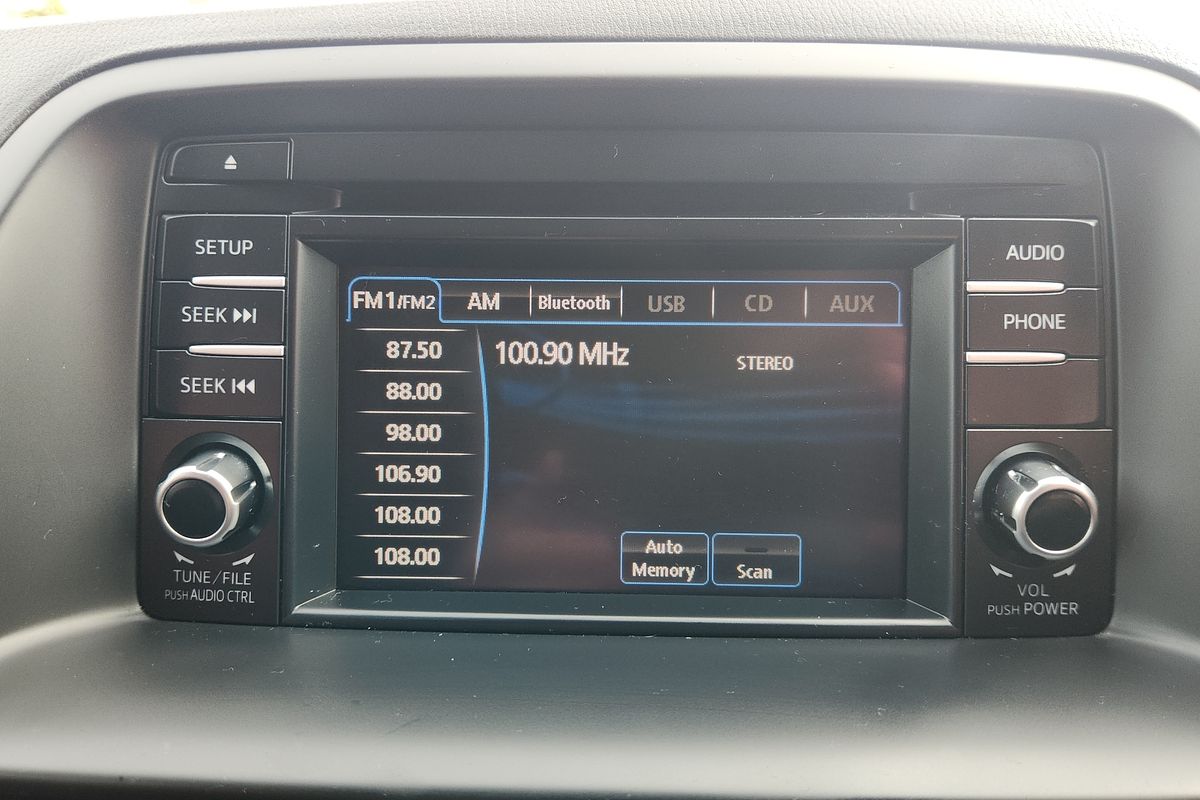 SETUP
SEEK
SEEK
TUNE/FILE
PUSH AUDIO CTRL
FM1/FM2 AM Bluetooth USB CD AUX
87.50
88.00
98.00
106.90
108.00
108.00
100.90 MHz STEREO
Auto
Memory
Scan
AUDIO
PHONE
VOL
PUSH POWER